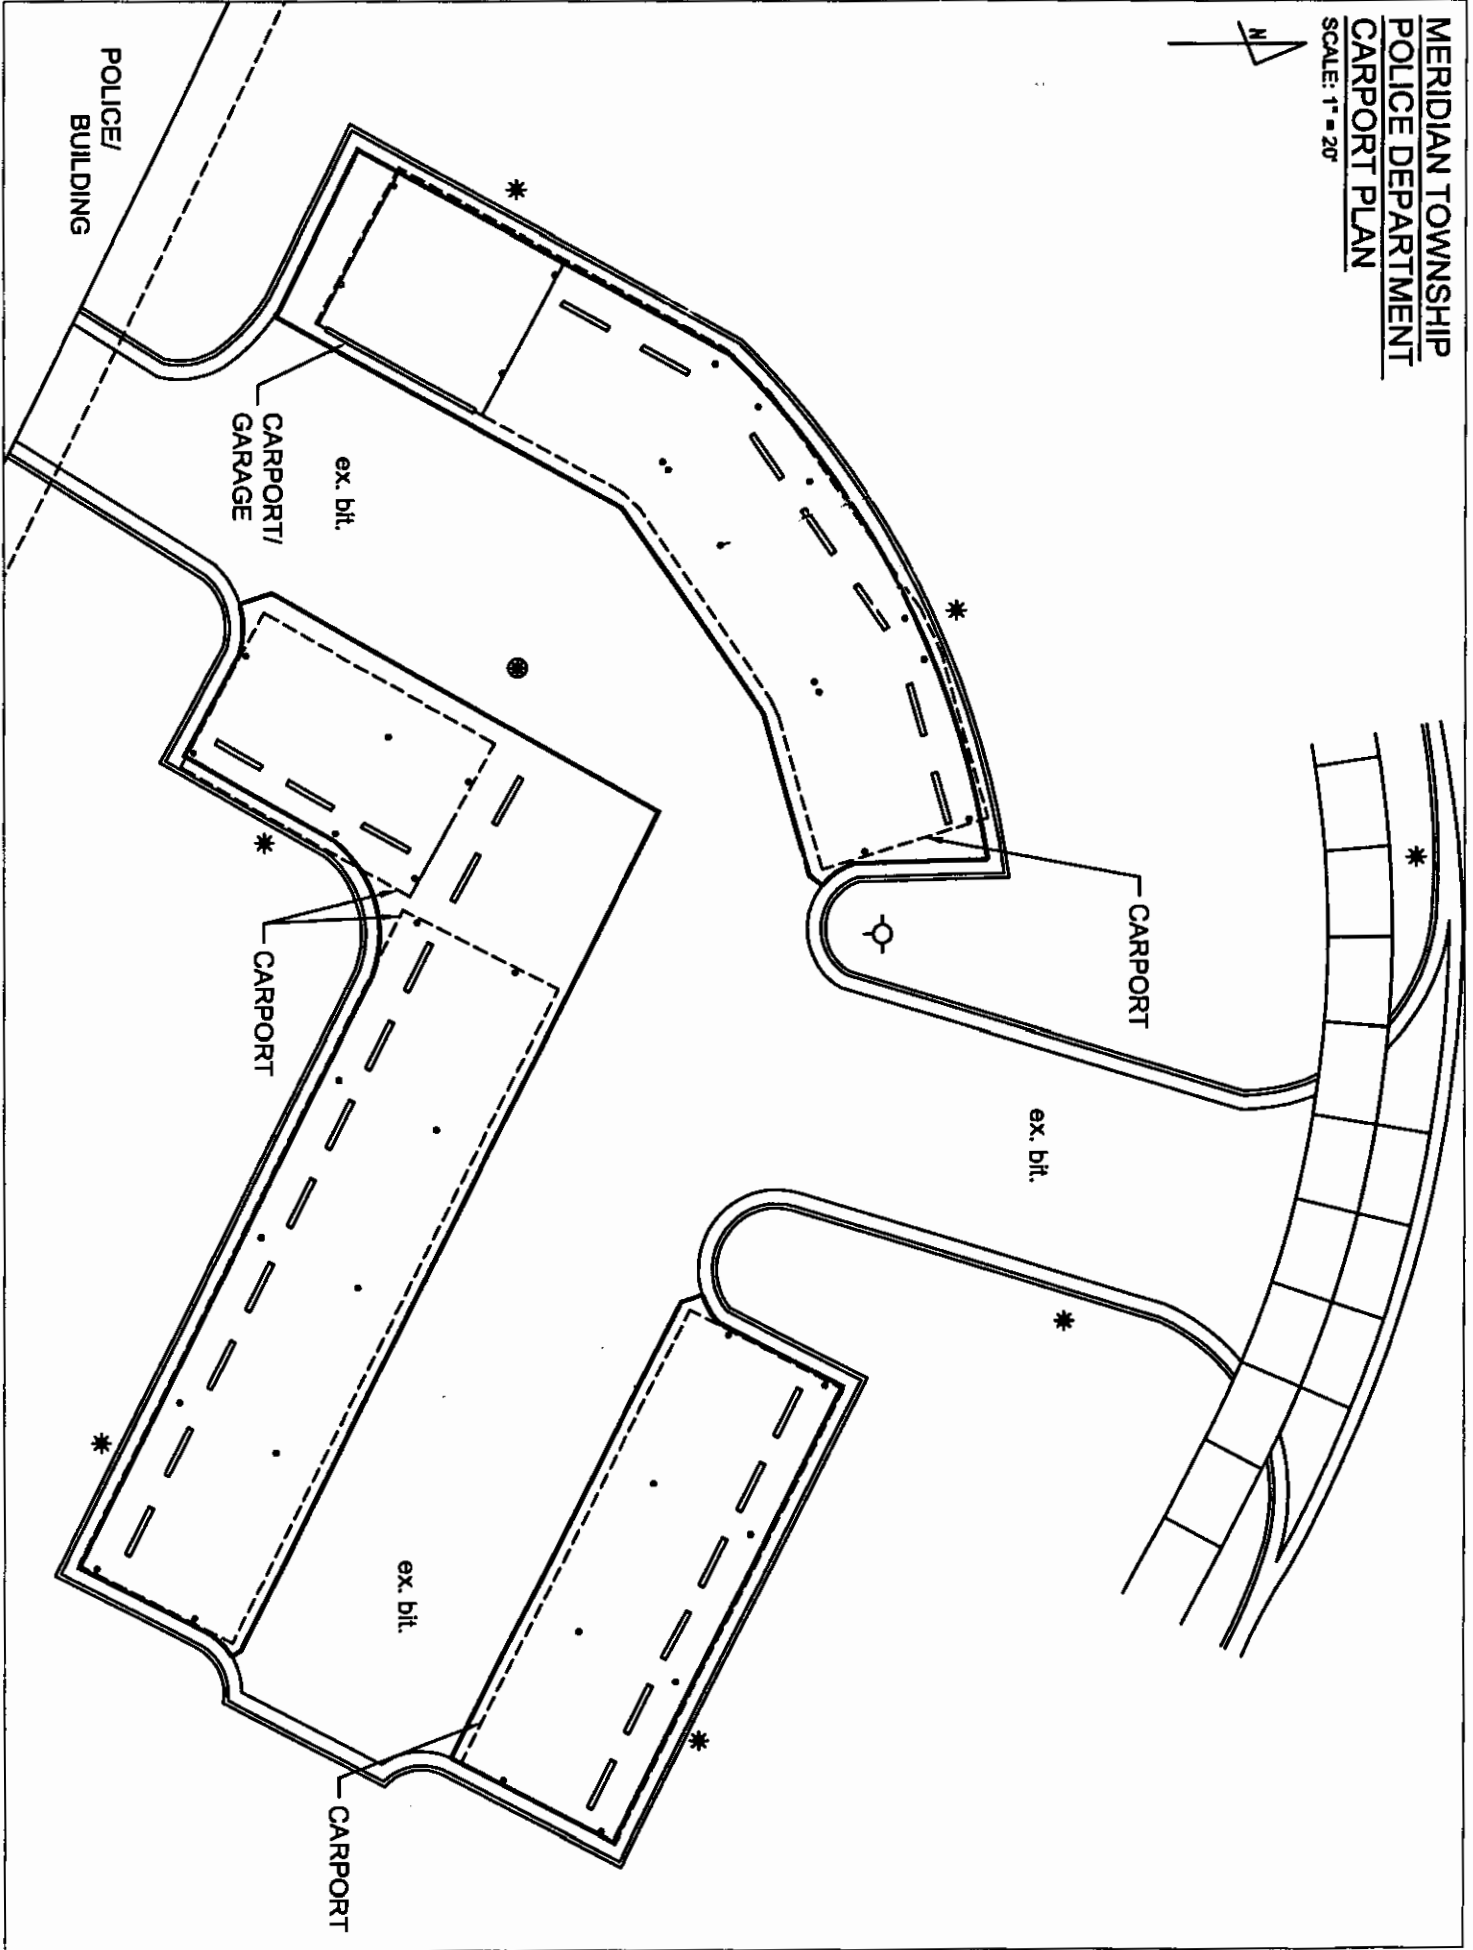 MERIDIAN TOWNSHIP
POLICE DEPARTMENT
CARPORT PLAN
SCALE: 1" = 20'
N
CARPORT
ex. bit.
ex. bit.
CARPORT/
GARAGE
CARPORT
ex. bit.
CARPORT
POLICE/
BUILDING